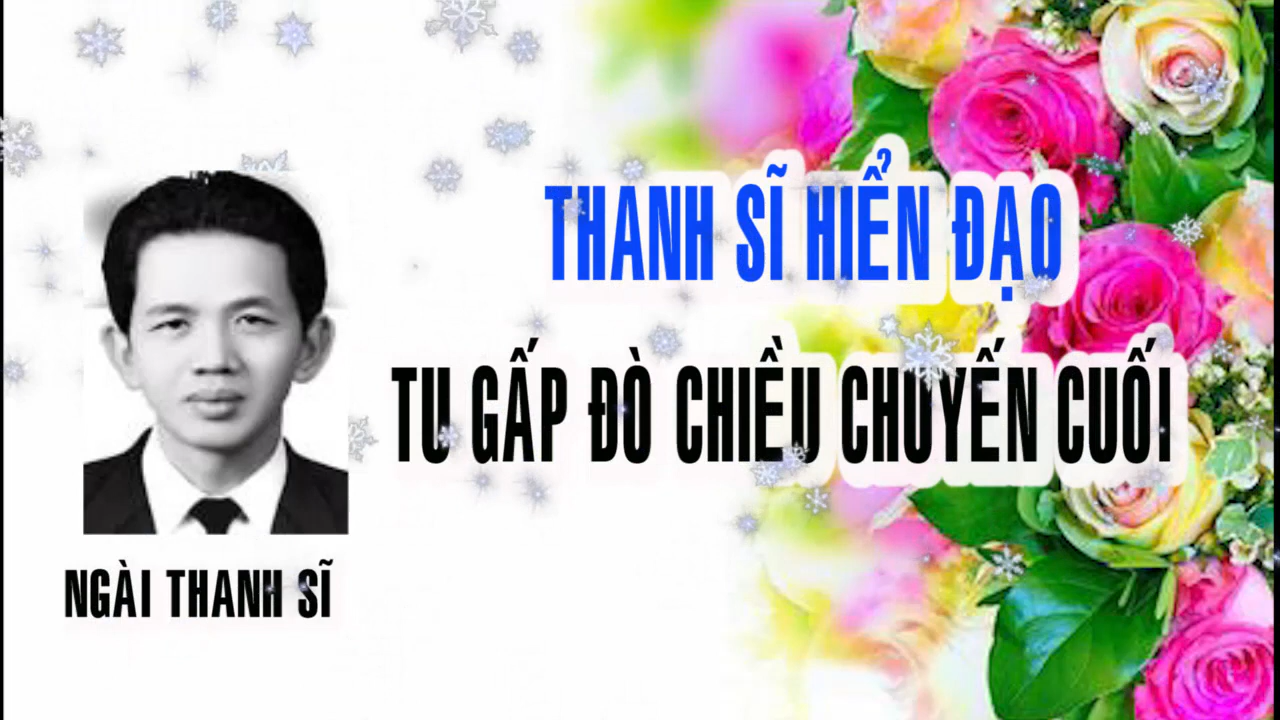 THANH SĨ HIỂN ĐẠO
TU GẤP ĐÒ CHIỀU CHUYẾN CUỐI
NGÀI THANH SĨ